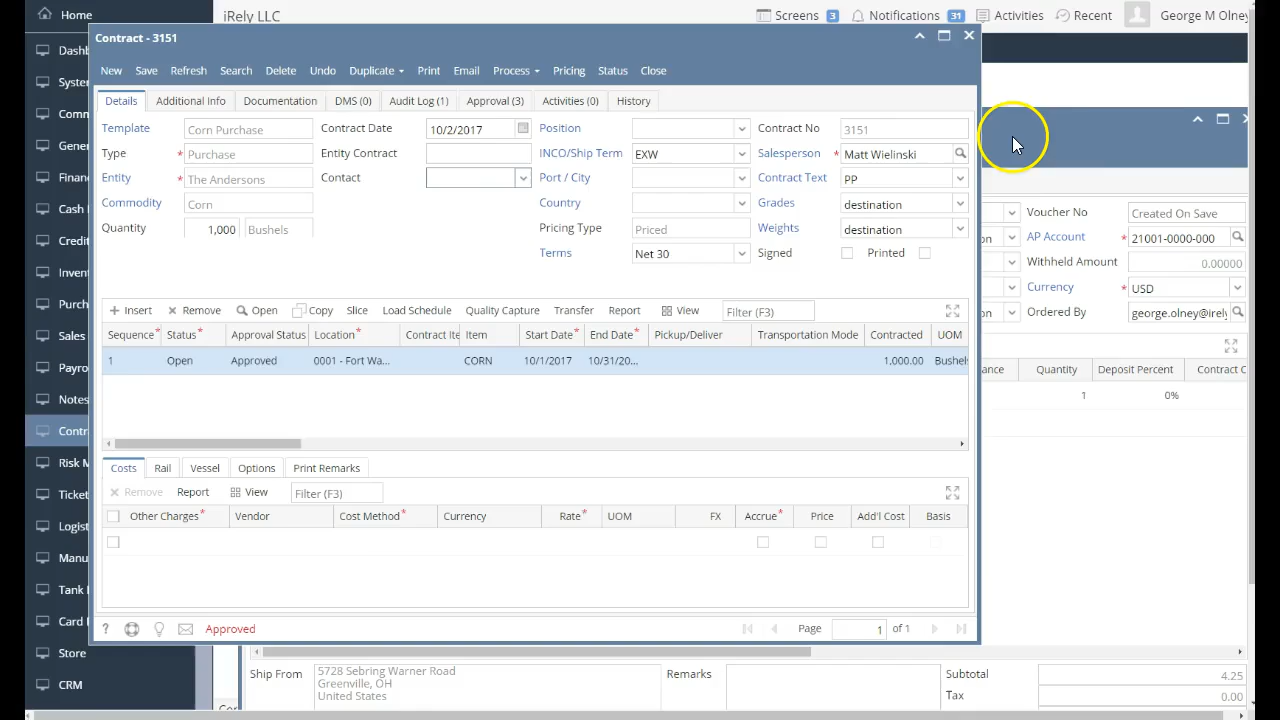 Home
iRely LLC
Screens 3 Notifications 31 Activities Recent George M Olney
Contract - 3151
New Save Refresh Search Delete Undo Duplicate Print Email Process Pricing Status Close
Details Additional Info Documentation DMS (0) Audit Log (1) Approval (3) Activities (0) History
Template Corn Purchase Contract Date 10/2/2017 Position Contract No 3151
Type * Purchase Entity Contract INCO/Ship Term EXW Salesperson * Matt Wielinski
Entity * The Andersons Contact Port / City Contract Text PP
Commodity Corn Country Grades destination
Quantity 1,000 Bushels Pricing Type Priced Weights destination
Terms Net 30 Signed Printed
Insert Remove Open Copy Slice Load Schedule Quality Capture Transfer Report View Filter (F3)
Sequence* Status* Approval Status Location* Contract Ite Item Start Date* End Date* Pickup/Deliver Transportation Mode Contracted UOM
1 Open Approved 0001 - Fort Wa... CORN 10/1/2017 10/31/20... 1,000.00 Bushels
Costs Rail Vessel Options Print Remarks
Remove Report View Filter (F3)
Other Charges* Vendor Cost Method* Currency Rate* UOM FX Accrue* Price Add'l Cost Basis
? Approved Page 1 of 1
Dashb
Syster
Comm
Gener
Financ
Cash
Credi
Invent
Purch
Sales
Payro
Notes
Contr
Risk M
Ticket
Logist
Manu
Tank
Card
Store
CRM
Voucher No Created On Save
on AP Account * 21001-0000-000
Withheld Amount 0.00000
Currency * USD
on Ordered By george.olney@irely
ance Quantity Deposit Percent Contract C
1 0%
Ship From 5728 Sebring Warner Road
Greenville, OH
United States
Remarks
Subtotal 4.25
Tax 0.00